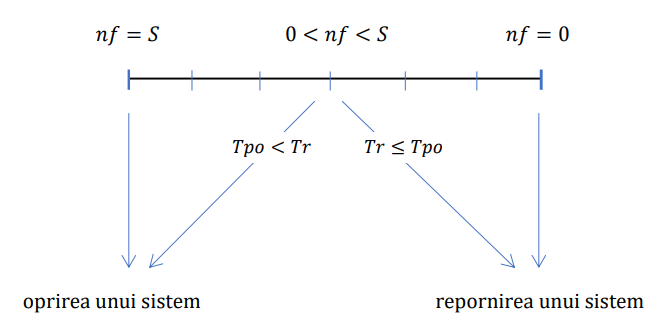 nf = S
0 < nf < S
nf = 0
Tpo < Tr
Tr ≤ Tpo
oprirea unui sistem
repornirea unui sistem